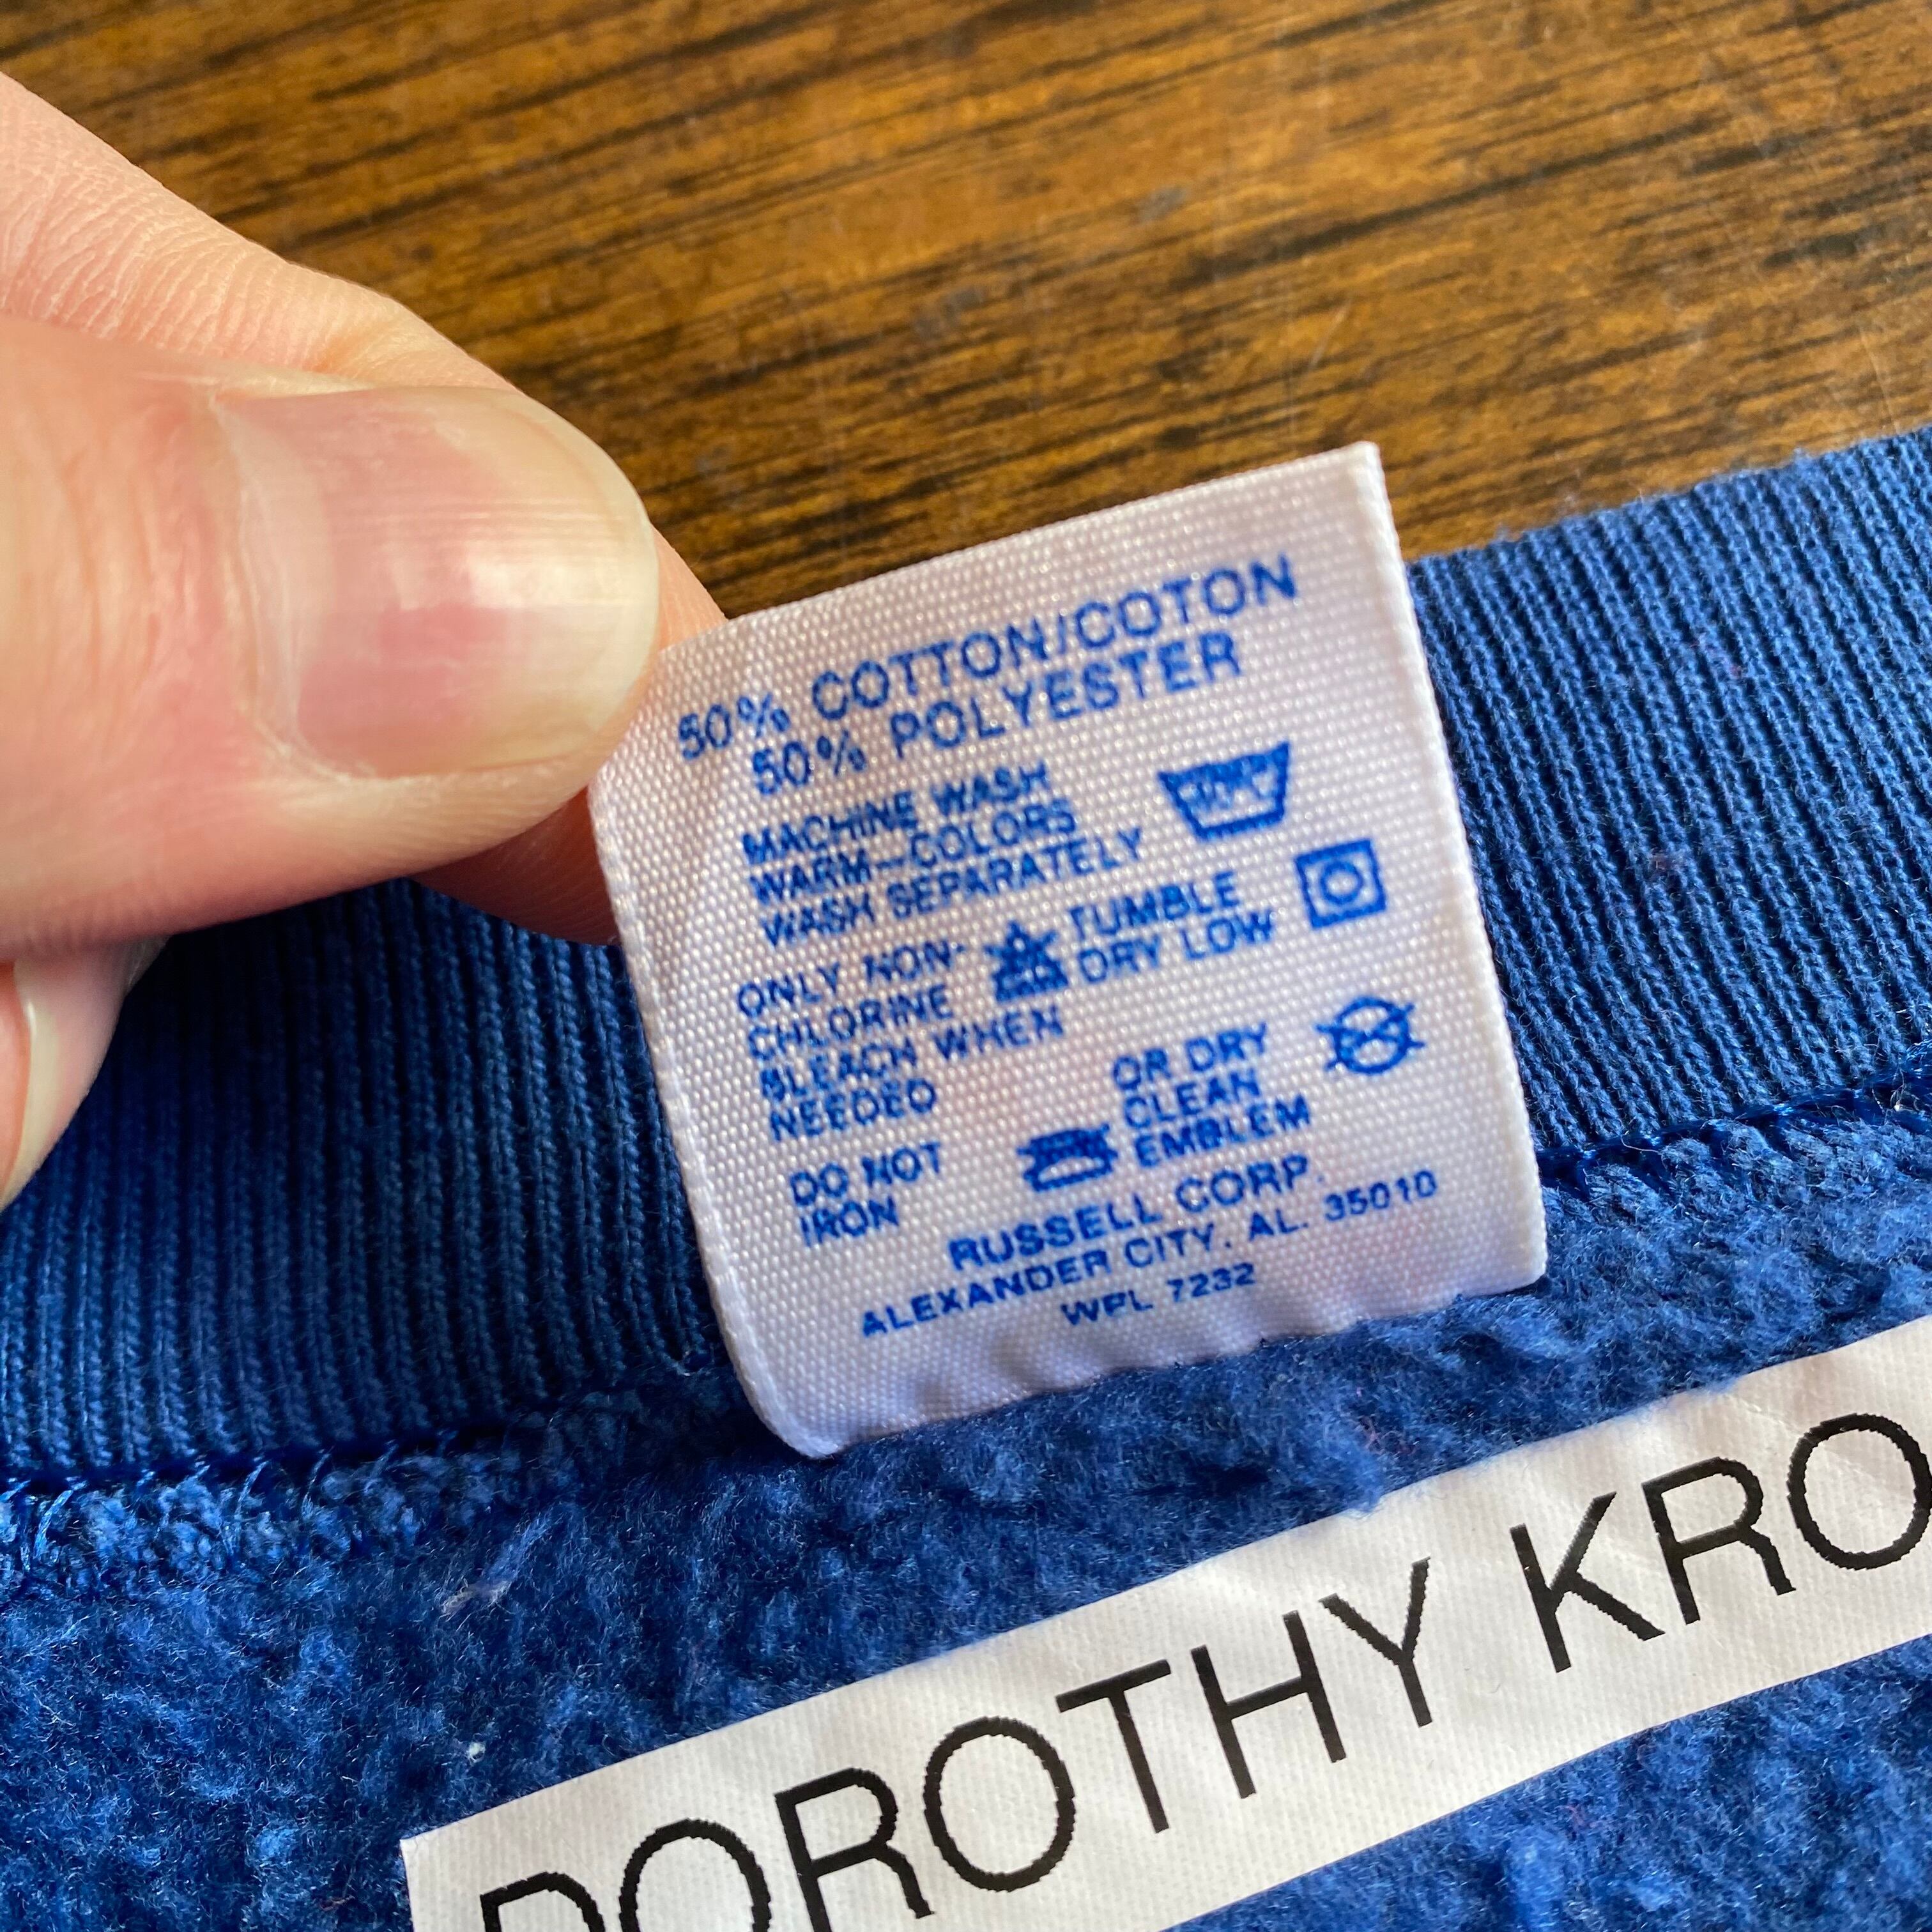 50% COTTON/COTON
50% POLYESTER
MACHINE WASH
WARM-COLORS
WASH SEPARATELY
ONLY NON-
CHLORINE
BLEACH WHEN
NEEDED
TUMBLE
DRY LOW
DO NOT
IRON
OR DRY
CLEAN
EMBLEM
RUSSELL CORP.
ALEXANDER CITY, AL. 35010
WPL 7232
DOROTHY KRO